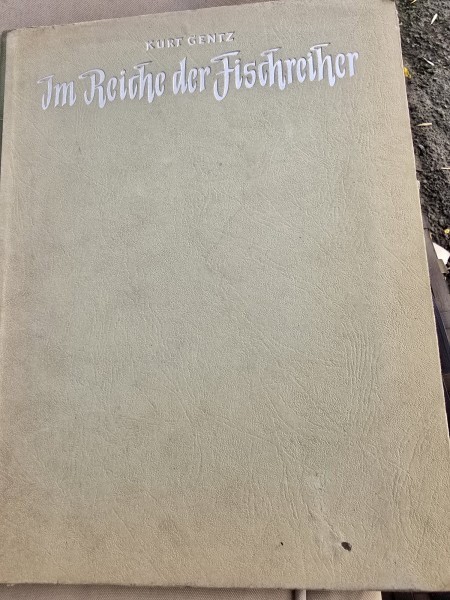 KURT GENTZ
Im Reiche der Fischreiher